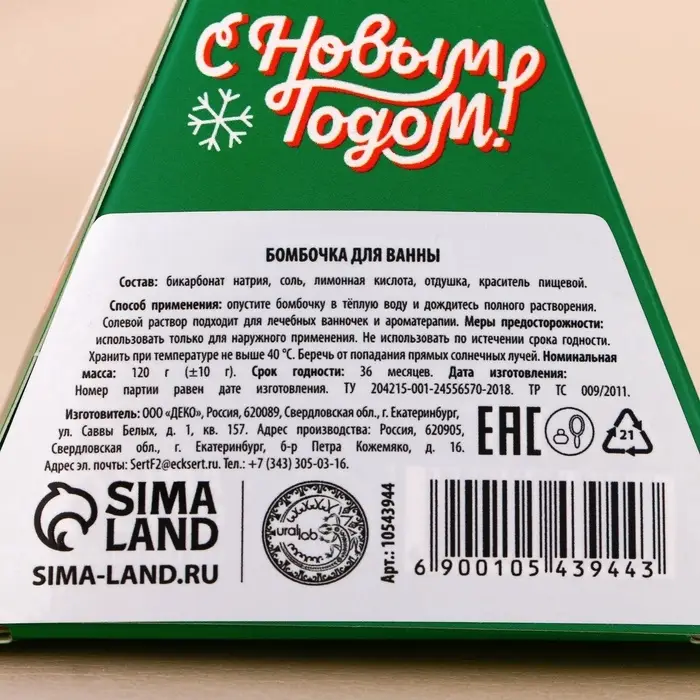 С Новым
Годом!
БОМБОЧКА ДЛЯ ВАННЫ
Состав: бикарбонат натрия, соль, лимонная кислота, отдушка, краситель пищевой.
Способ применения: опустите бомбочку в тёплую воду и дождитесь полного растворения.
Солевой раствор подходит для лечебных ванночек и ароматерапии. Меры предосторожности:
использовать только для наружного применения. Не использовать по истечении срока годности.
Хранить при температуре не выше 40 °С. Беречь от попадания прямых солнечных лучей. Номинальная
масса: 120 г (±10 г). Срок годности: 36 месяцев. Дата изготовления:
Номер партии равен дате изготовления. ТУ 204215-001-24556570-2018. ТР ТС 009/2011.
Изготовитель: ООО «ДЕКО», Россия, 620089, Свердловская обл., г. Екатеринбург,
ул. Саввы Белых, д. 1, кв. 157. Адрес производства: Россия, 620905,
Свердловская обл., г. Екатеринбург, б-р Петра Кожемяко, д. 16.
Адрес эл. почты: SertF2@ecksert.ru. Тел.: +7 (343) 305-03-16.
EAC
21
SIMA
LAND
SIMA-LAND.RU
urallab
Арт.: 10543944
6 900105 439443